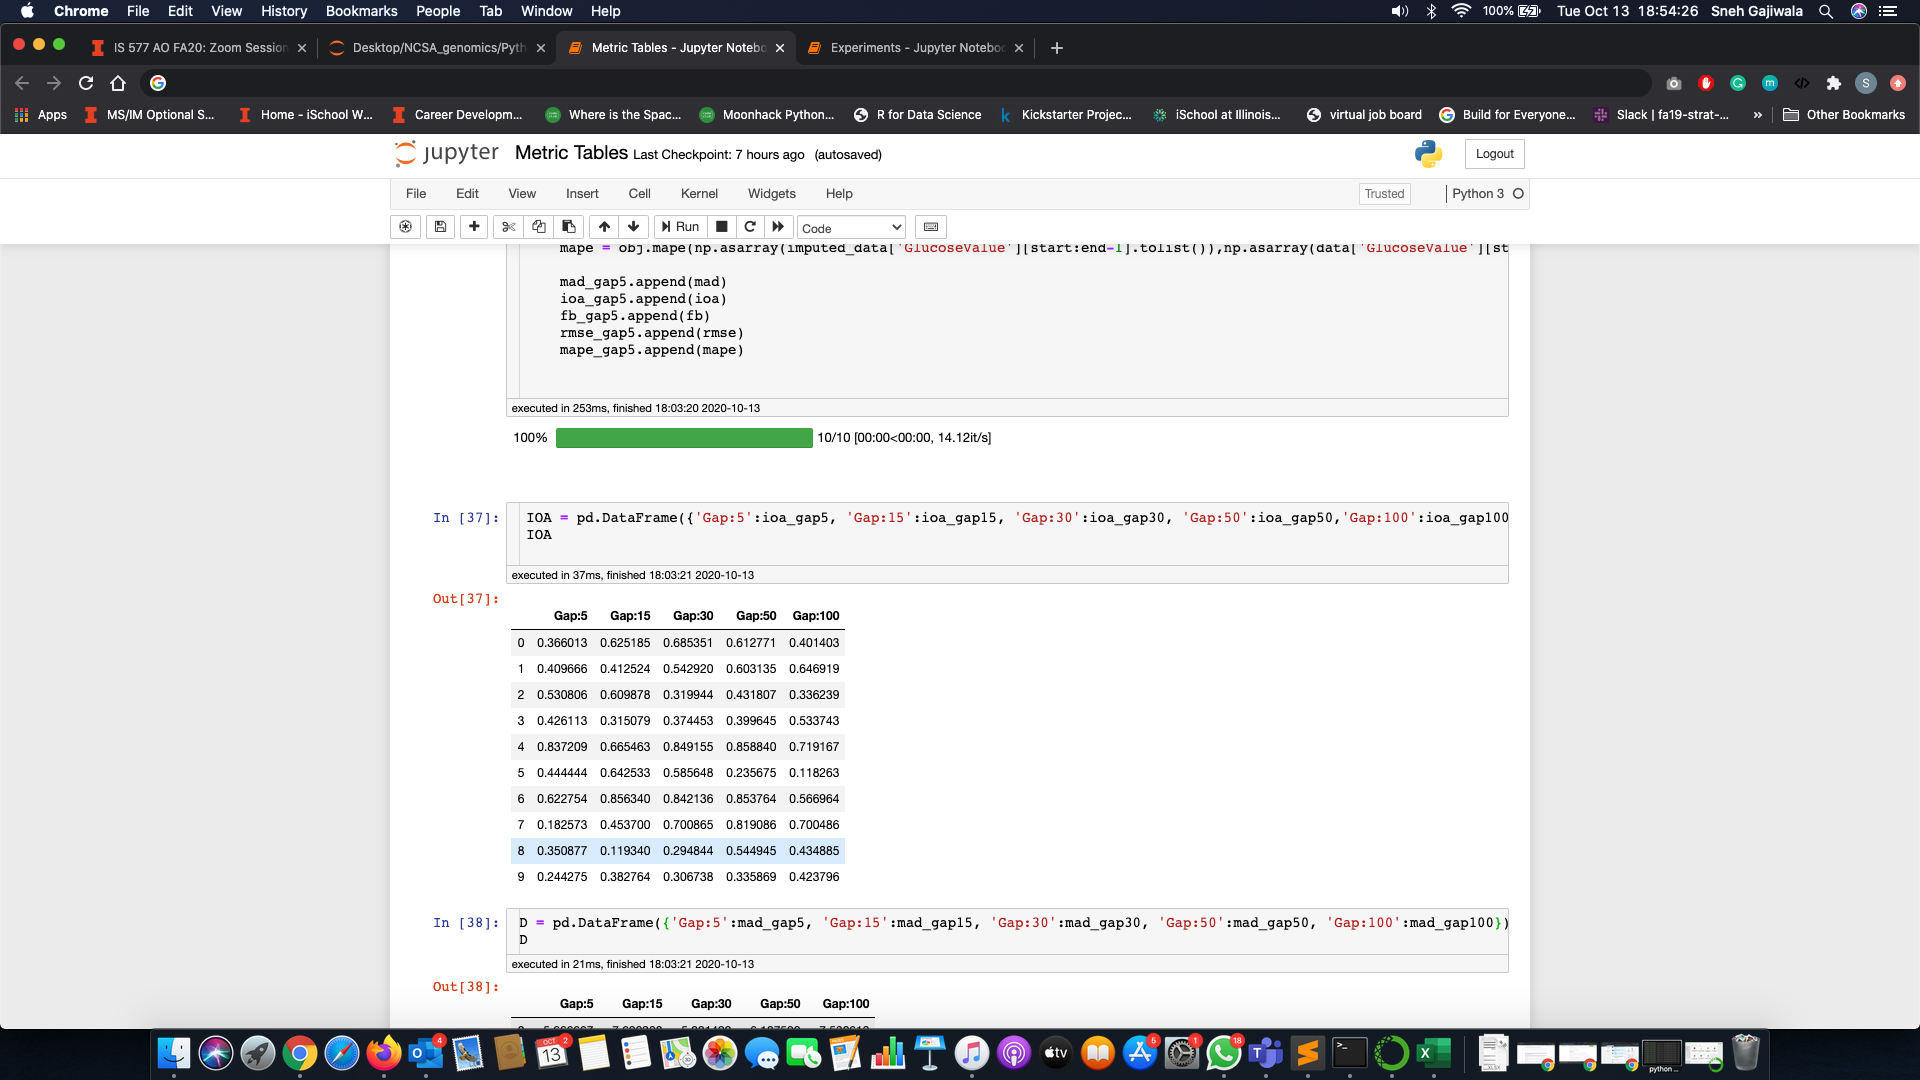 Chrome File Edit View History Bookmarks People Tab Window Help 100% Tue Oct 13 18:54:26 Sneh Gajiwala
IS 577 AO FA20: Zoom Session Desktop/NCSA_genomics/Pyth Metric Tables - Jupyter Notebo Experiments - Jupyter Noteboo
Apps MS/IM Optional S... Home - iSchool W... Career Developm... Where is the Spac... Moonhack Python... R for Data Science Kickstarter Projec... iSchool at Illinois... virtual job board Build for Everyone... Slack | fa19-strat-... » Other Bookmarks
jupyter Metric Tables Last Checkpoint: 7 hours ago (autosaved) Logout
File Edit View Insert Cell Kernel Widgets Help Trusted Python 3
Run Code
mape = obj.mape(np.asarray(imputed_data['GlucoseValue'][start:end-1].tolist()),np.asarray(data['GlucoseValue'][st
mad_gap5.append(mad)
ioa_gap5.append(ioa)
fb_gap5.append(fb)
rmse_gap5.append(rmse)
mape_gap5.append(mape)
executed in 253ms, finished 18:03:20 2020-10-13
100% 10/10 [00:00<00:00, 14.12it/s]
In [37]: IOA = pd.DataFrame({'Gap:5':ioa_gap5, 'Gap:15':ioa_gap15, 'Gap:30':ioa_gap30, 'Gap:50':ioa_gap50,'Gap:100':ioa_gap100
IOA
executed in 37ms, finished 18:03:21 2020-10-13
Out[37]:
Gap:5 Gap:15 Gap:30 Gap:50 Gap:100
0 0.366013 0.625185 0.685351 0.612771 0.401403
1 0.409666 0.412524 0.542920 0.603135 0.646919
2 0.530806 0.609878 0.319944 0.431807 0.336239
3 0.426113 0.315079 0.374453 0.399645 0.533743
4 0.837209 0.665463 0.849155 0.858840 0.719167
5 0.444444 0.642533 0.585648 0.235675 0.118263
6 0.622754 0.856340 0.842136 0.853764 0.566964
7 0.182573 0.453700 0.700865 0.819086 0.700486
8 0.350877 0.119340 0.294844 0.544945 0.434885
9 0.244275 0.382764 0.306738 0.335869 0.423796
In [38]: D = pd.DataFrame({'Gap:5':mad_gap5, 'Gap:15':mad_gap15, 'Gap:30':mad_gap30, 'Gap:50':mad_gap50, 'Gap:100':mad_gap100})
D
executed in 21ms, finished 18:03:21 2020-10-13
Out[38]:
Gap:5 Gap:15 Gap:30 Gap:50 Gap:100
4 OCT 2 13 tv 5 1 18 python ...